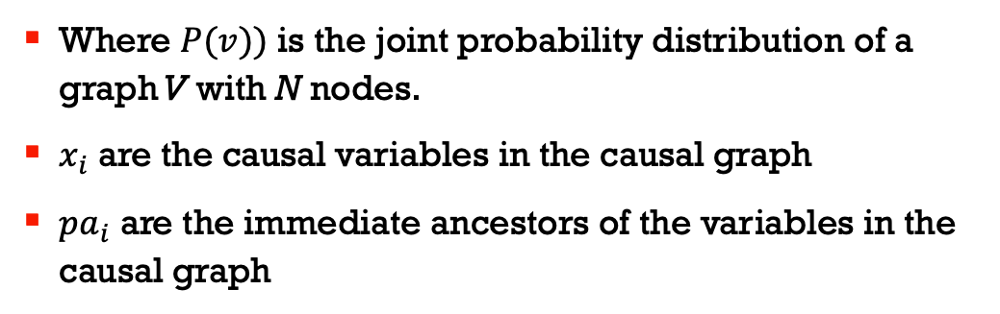 ▪ Where 𝑃(𝑣)) is the joint probability distribution of a
graph V with N nodes.
▪ 𝑥ᵢ are the causal variables in the causal graph
▪ 𝑝𝑎ᵢ are the immediate ancestors of the variables in the
causal graph